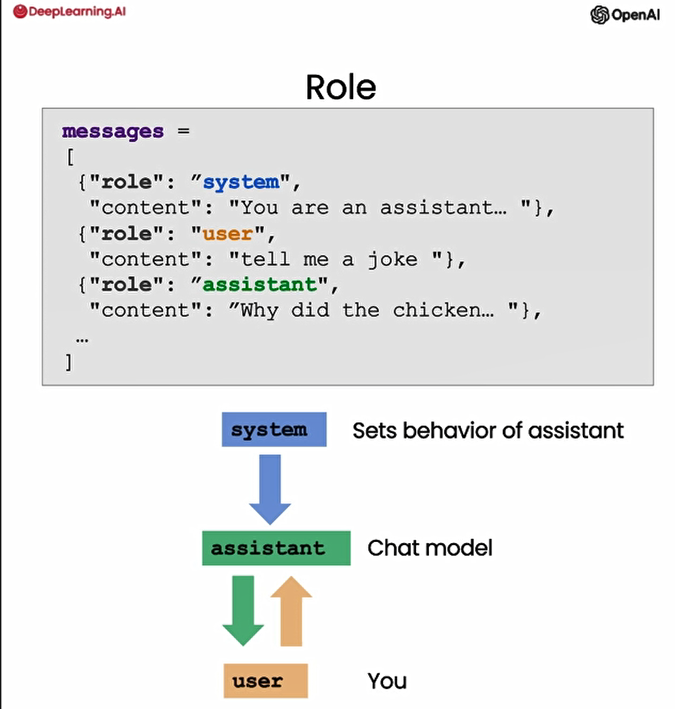 DeepLearning.AI
OpenAI
Role
messages =
[
{"role": "system",
"content": "You are an assistant… "},
{"role": "user",
"content": "tell me a joke "},
{"role": "assistant",
"content": "Why did the chicken… "},
…
]
system Sets behavior of assistant
assistant Chat model
user You